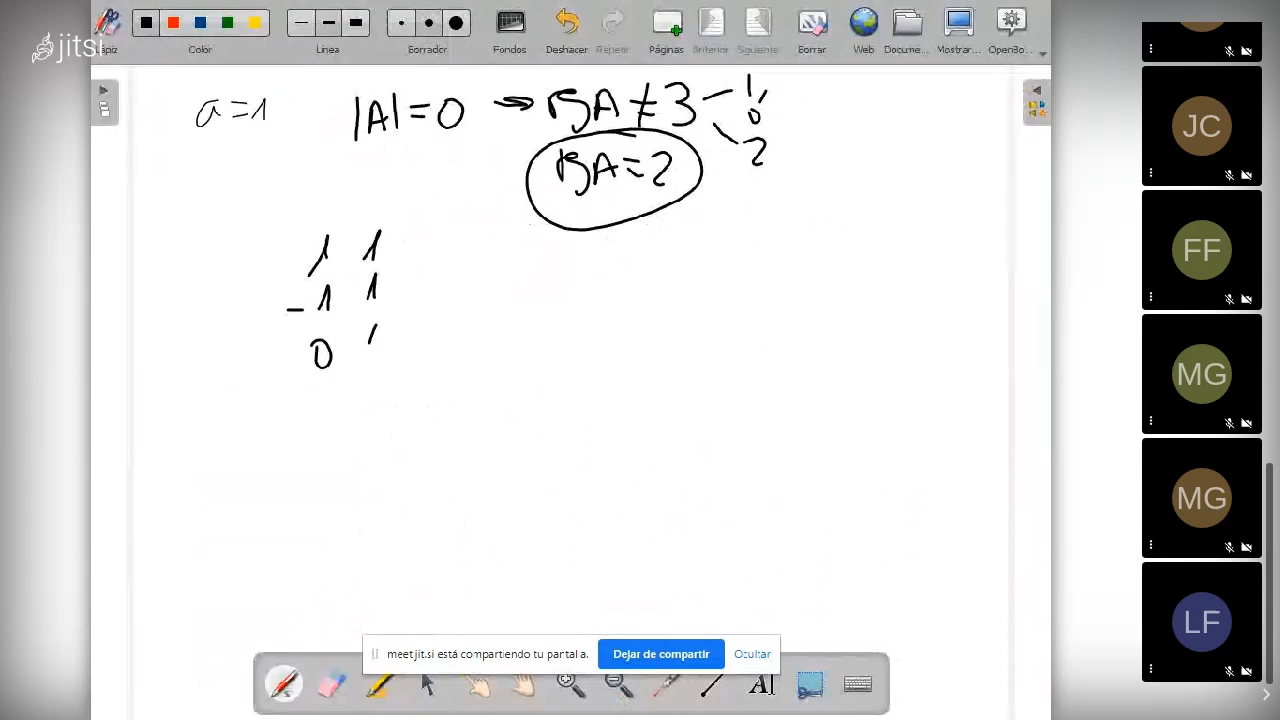 jitsi
Lápiz Color Línea Borrador Fondos Deshacer Repetir Páginas Anterior Siguiente Borrar Web Docume... Mostrar... OpenBo...
a=1 |A|=0 → rgA≠3 1,
0
2
rgA=2
1 1
-1 1
0
JC
FF
MG
MG
LF
meet.jit.si está compartiendo tu pantalla. Dejar de compartir Ocultar